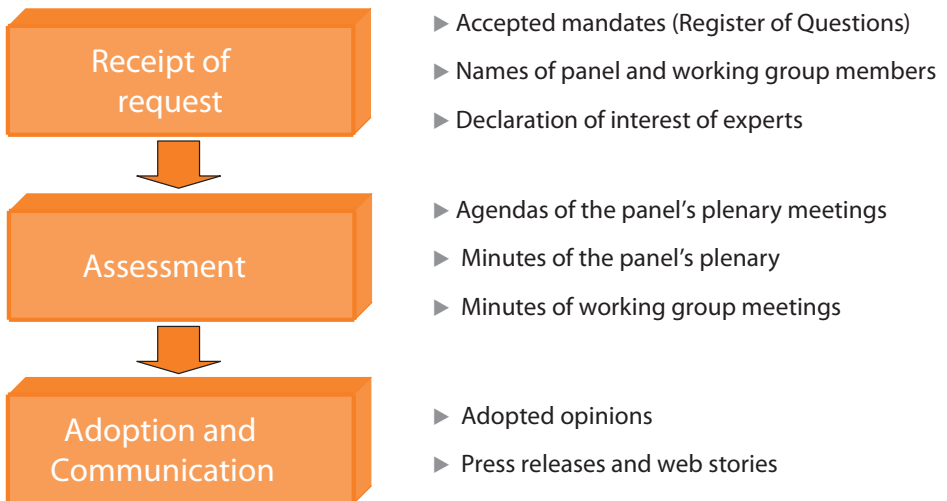 Receipt of
request
▶ Accepted mandates (Register of Questions)
▶ Names of panel and working group members
▶ Declaration of interest of experts
Assessment
▶ Agendas of the panel’s plenary meetings
▶ Minutes of the panel’s plenary
▶ Minutes of working group meetings
Adoption and
Communication
▶ Adopted opinions
▶ Press releases and web stories